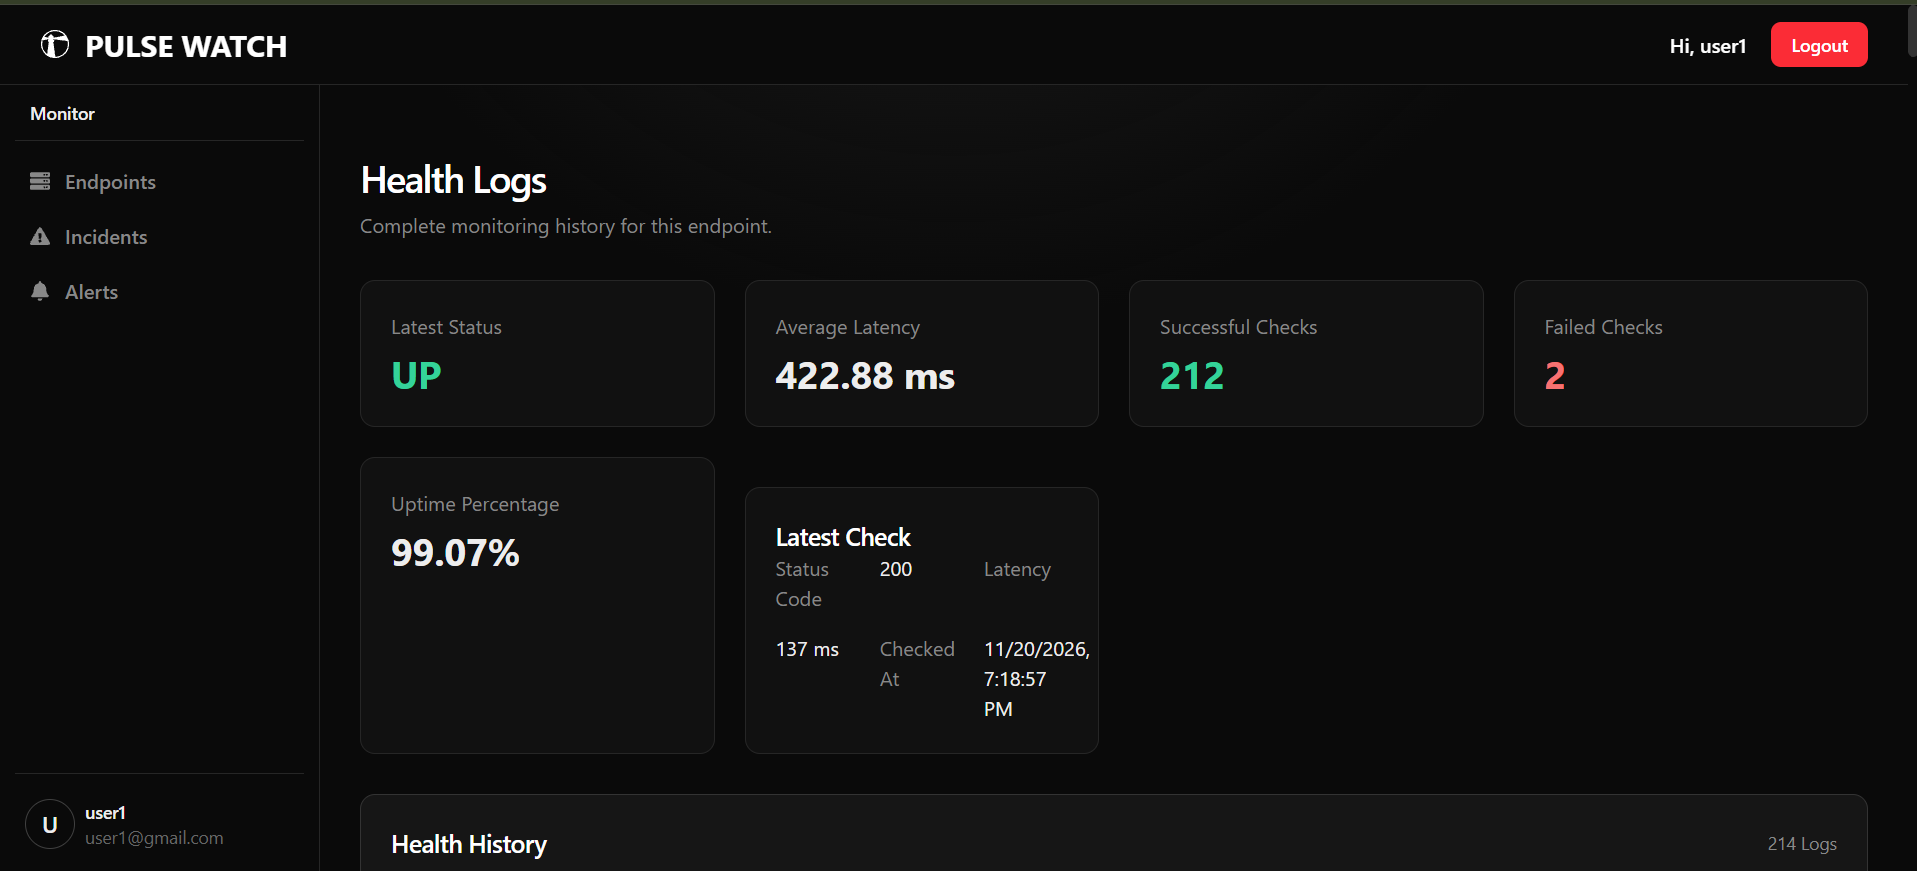 PULSE WATCH
Hi, user1
Logout
Monitor
Endpoints
Incidents
Alerts
user1
U
user1@gmail.com
Health Logs
Complete monitoring history for this endpoint.
Latest Status
UP
Average Latency
422.88 ms
Successful Checks
212
Failed Checks
2
Uptime Percentage
99.07%
Latest Check
Status
Code
200
Latency
137 ms
Checked
At
11/20/2026,
7:18:57
PM
Health History
214 Logs